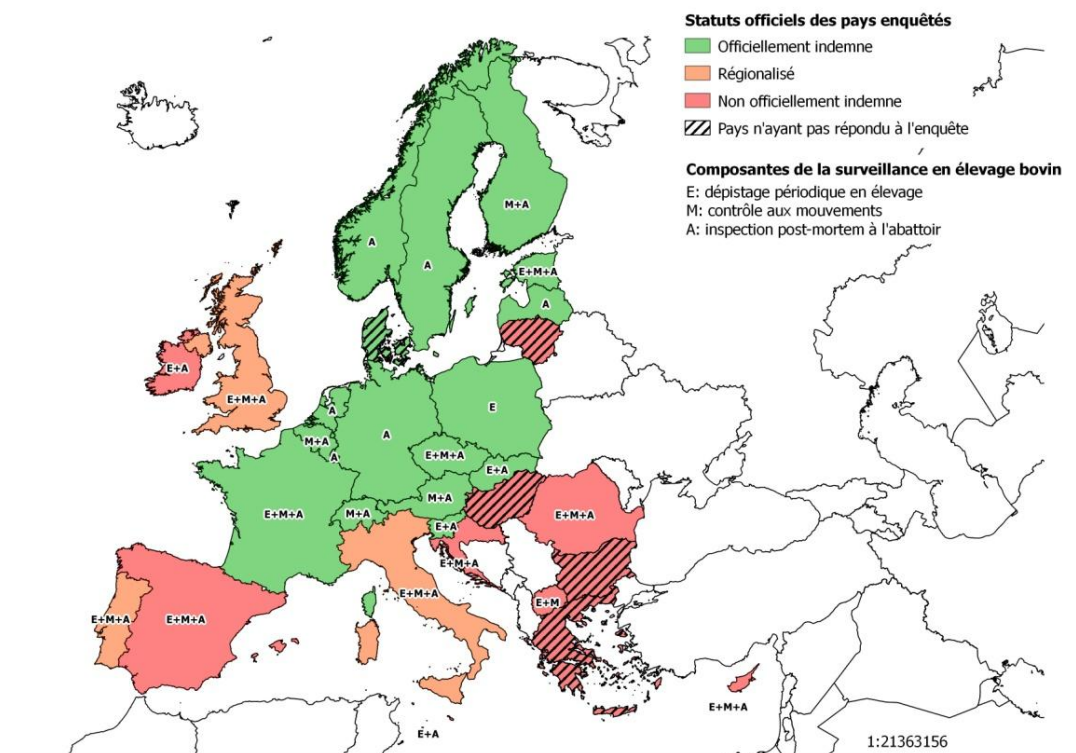 Statuts officiels des pays enquêtés
Officiellement indemne
Régionalisé
Non officiellement indemne
Pays n'ayant pas répondu à l'enquête
Composantes de la surveillance en élevage bovin
E: dépistage périodique en élevage
M: contrôle aux mouvements
A: inspection post-mortem à l'abattoir
M+A
A
A
E+M+A
A
E+A
E+M+A
A
E
M+A
A
A
E+M+A
E+A
M+A
E+M+A
M+A
E+A
E+M+A
E+M+A
E+M+A
E+M
E+M+A
E+M+A
E+M+A
E+A
1:21363156